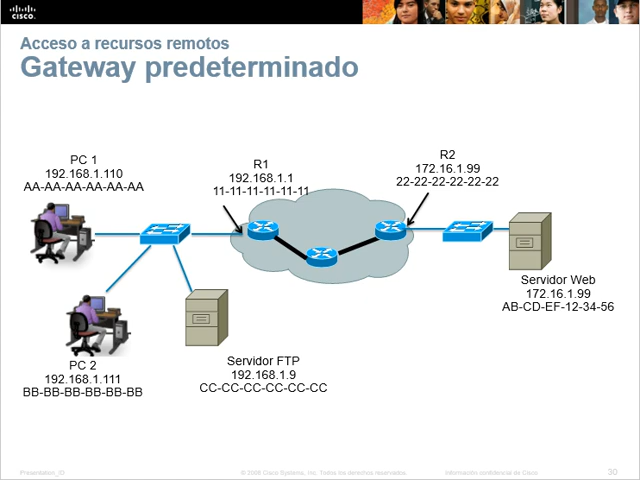 CISCO
Acceso a recursos remotos
Gateway predeterminado
PC 1
192.168.1.110
AA-AA-AA-AA-AA-AA
R1
192.168.1.1
11-11-11-11-11-11
R2
172.16.1.99
22-22-22-22-22-22
Servidor Web
172.16.1.99
AB-CD-EF-12-34-56
PC 2
192.168.1.111
BB-BB-BB-BB-BB-BB
Servidor FTP
192.168.1.9
CC-CC-CC-CC-CC-CC
Presentation_ID
© 2008 Cisco Systems, Inc. Todos los derechos reservados.
Información confidencial de Cisco
30